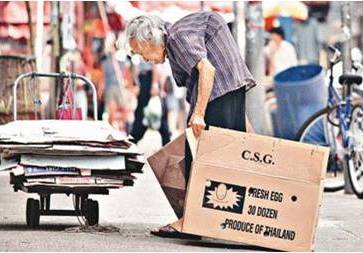 C.S.G.
FRESH EGG
30 DOZEN
PRODUCE OF THAILAND